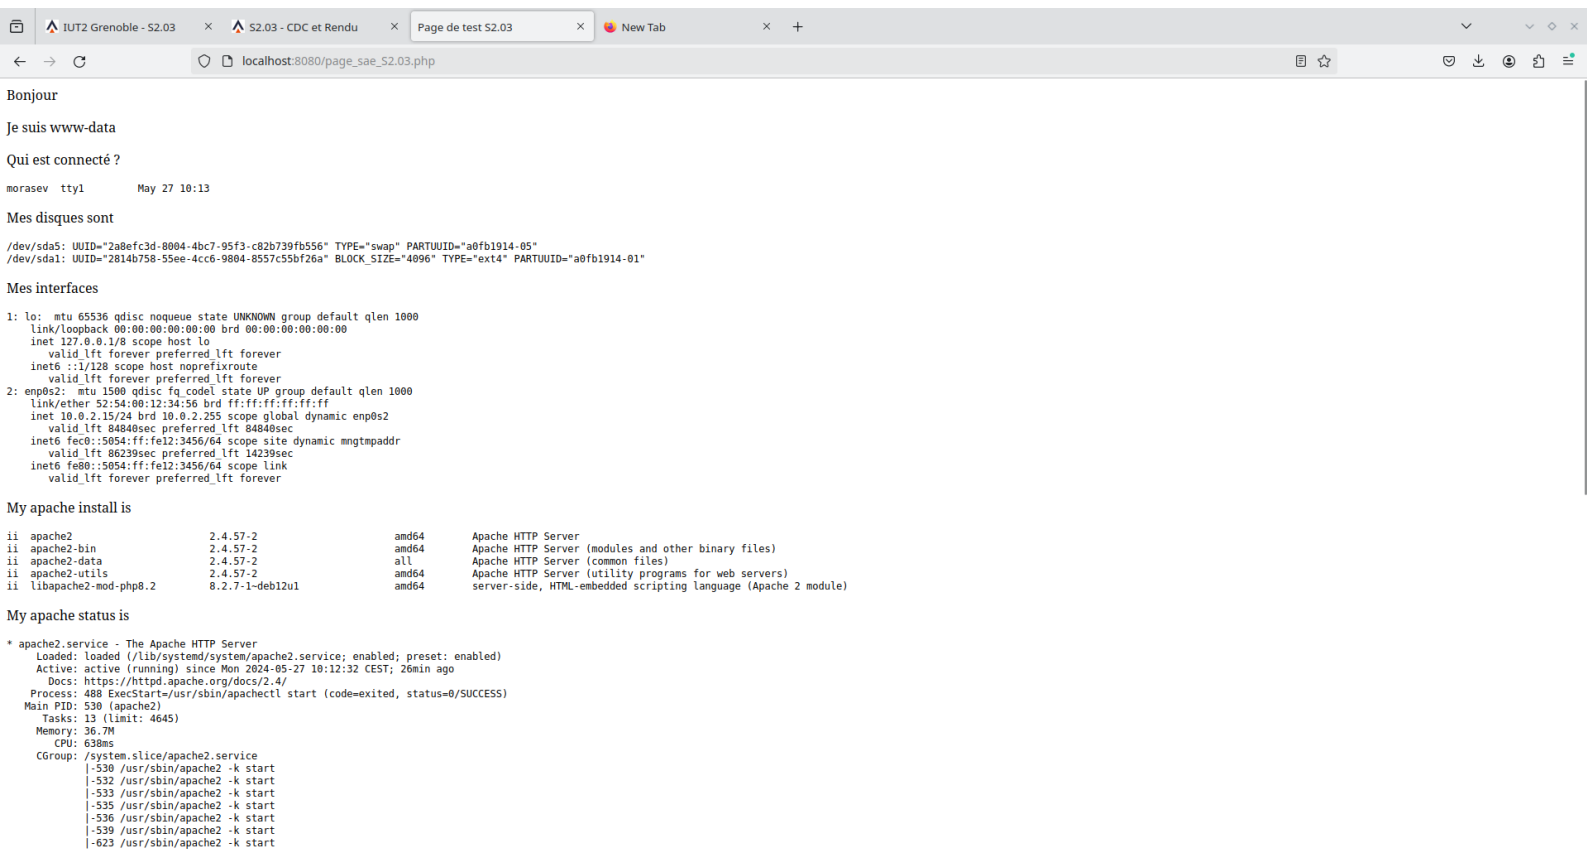 IUT2 Grenoble - S2.03
S2.03 - CDC et Rendu
Page de test S2.03
New Tab
localhost:8080/page_sae_S2.03.php
Bonjour
Je suis www-data
Qui est connecté ?
morasev  tty1         May 27 10:13
Mes disques sont
/dev/sda5: UUID="2a8efc3d-8004-4bc7-95f3-c82b739fb556" TYPE="swap" PARTUUID="a0fb1914-05"
/dev/sda1: UUID="2814b758-55ee-4cc6-9804-8557c55bf26a" BLOCK_SIZE="4096" TYPE="ext4" PARTUUID="a0fb1914-01"
Mes interfaces
1: lo:  mtu 65536 qdisc noqueue state UNKNOWN group default qlen 1000
    link/loopback 00:00:00:00:00:00 brd 00:00:00:00:00:00
    inet 127.0.0.1/8 scope host lo
       valid_lft forever preferred_lft forever
    inet6 ::1/128 scope host noprefixroute
       valid_lft forever preferred_lft forever
2: enp0s2:  mtu 1500 qdisc fq_codel state UP group default qlen 1000
    link/ether 52:54:00:12:34:56 brd ff:ff:ff:ff:ff:ff
    inet 10.0.2.15/24 brd 10.0.2.255 scope global dynamic enp0s2
       valid_lft 84840sec preferred_lft 84840sec
    inet6 fec0::5054:ff:fe12:3456/64 scope site dynamic mngtmpaddr
       valid_lft 86239sec preferred_lft 14239sec
    inet6 fe80::5054:ff:fe12:3456/64 scope link
       valid_lft forever preferred_lft forever
My apache install is
ii  apache2                       2.4.57-2                       amd64        Apache HTTP Server
ii  apache2-bin                   2.4.57-2                       amd64        Apache HTTP Server (modules and other binary files)
ii  apache2-data                  2.4.57-2                       all          Apache HTTP Server (common files)
ii  apache2-utils                 2.4.57-2                       amd64        Apache HTTP Server (utility programs for web servers)
ii  libapache2-mod-php8.2         8.2.7-1~deb12u1                amd64        server-side, HTML-embedded scripting language (Apache 2 module)
My apache status is
* apache2.service - The Apache HTTP Server
     Loaded: loaded (/lib/systemd/system/apache2.service; enabled; preset: enabled)
     Active: active (running) since Mon 2024-05-27 10:12:32 CEST; 26min ago
       Docs: https://httpd.apache.org/docs/2.4/
    Process: 488 ExecStart=/usr/sbin/apachectl start (code=exited, status=0/SUCCESS)
   Main PID: 530 (apache2)
      Tasks: 13 (limit: 4645)
     Memory: 36.7M
        CPU: 638ms
     CGroup: /system.slice/apache2.service
             |-530 /usr/sbin/apache2 -k start
             |-532 /usr/sbin/apache2 -k start
             |-533 /usr/sbin/apache2 -k start
             |-535 /usr/sbin/apache2 -k start
             |-536 /usr/sbin/apache2 -k start
             |-539 /usr/sbin/apache2 -k start
             |-623 /usr/sbin/apache2 -k start